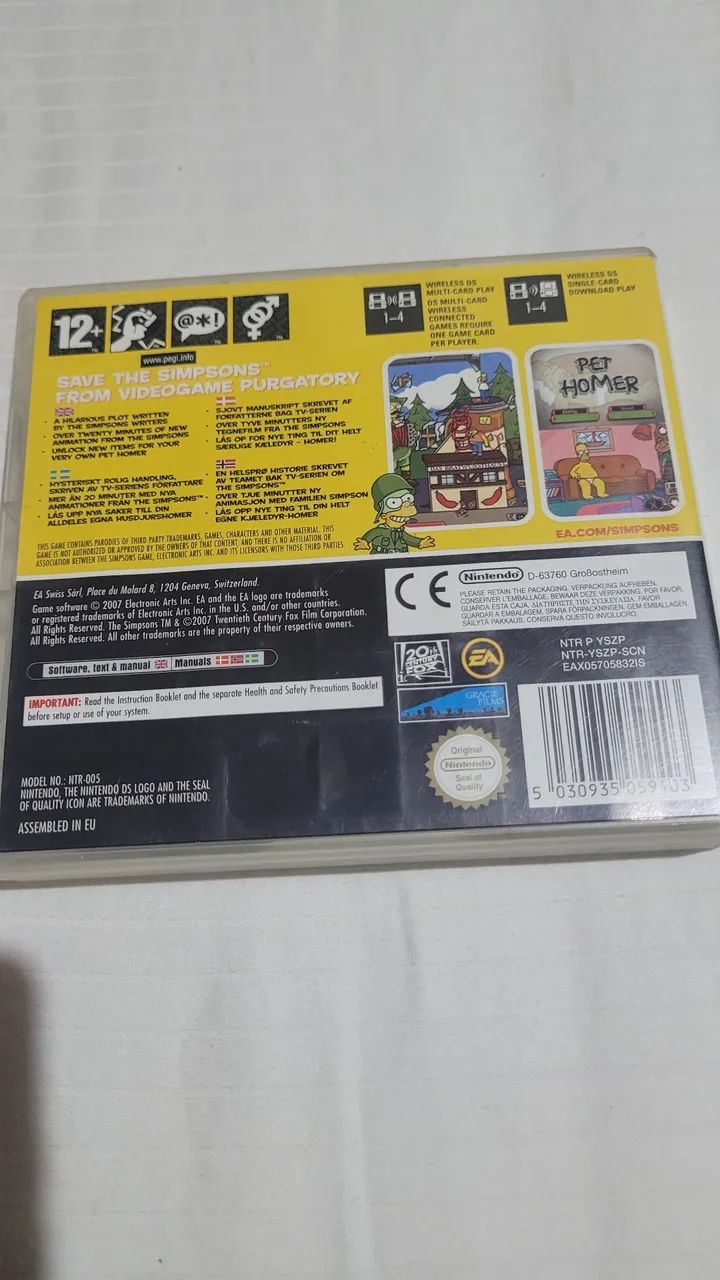 12+
@*!
www.pegi.info
WIRELESS DS
MULTI-CARD PLAY
DS MULTI-CARD
WIRELESS
CONNECTED
GAMES REQUIRE
ONE GAME CARD
PER PLAYER.
1–4
WIRELESS DS
SINGLE-CARD
DOWNLOAD PLAY
1–4
SAVE THE SIMPSONS™
FROM VIDEOGAME PURGATORY
• A HILARIOUS PLOT WRITTEN
BY THE SIMPSONS WRITERS
• OVER TWENTY MINUTES OF NEW
ANIMATION FROM THE SIMPSONS
• UNLOCK NEW ITEMS FOR YOUR
VERY OWN PET HOMER
• SJOVT MANUSKRIPT SKREVET AF
FORFATTERNE BAG TV-SERIEN
• OVER TYVE MINUTTERS NY
TEGNEFILM FRA THE SIMPSONS
• LÅS OP FOR NYE TING TIL DIT HELT
SÆRLIGE KÆLEDYR – HOMER!
• HYSTERISKT ROLIG HANDLING,
SKRIVEN AV TV-SERIENS FÖRFATTARE
• MER ÄN 20 MINUTER MED NYA
ANIMATIONER FRÅN THE SIMPSONS™
• LÅS UPP NYA SAKER TILL DIN
ALLDELES EGNA HUSDJURSHOMER
• EN HELSPRØ HISTORIE SKREVET
AV TEAMET BAK TV-SERIEN OM
THE SIMPSONS™
• OVER TJUE MINUTTER NY
ANIMASJON MED FAMILIEN SIMPSON
• LÅS OPP NYE TING TIL DIN HELT
EGNE KJÆLEDYR-HOMER
DAS BRATWURSTHAUS
PET
HOMER
EA.COM/SIMPSONS
THIS GAME CONTAINS PARODIES OF THIRD PARTY TRADEMARKS, GAMES, CHARACTERS AND OTHER MATERIAL. THIS
GAME IS NOT AUTHORIZED OR APPROVED BY THE OWNERS OF THAT CONTENT, AND THERE IS NO AFFILIATION OR
ASSOCIATION BETWEEN THE SIMPSONS GAME, ELECTRONIC ARTS INC. AND ITS LICENSORS WITH THOSE THIRD PARTIES.
EA Swiss Sàrl, Place du Molard 8, 1204 Geneva, Switzerland.
Game software © 2007 Electronic Arts Inc. EA and the EA logo are trademarks
or registered trademarks of Electronic Arts Inc. in the U.S. and/or other countries.
All Rights Reserved. The Simpsons TM & ©2007 Twentieth Century Fox Film Corporation.
All Rights Reserved. All other trademarks are the property of their respective owners.
Software, text & manual Manuals
IMPORTANT: Read the Instruction Booklet and the separate Health and Safety Precautions Booklet
before setup or use of your system.
MODEL NO.: NTR-005
NINTENDO, THE NINTENDO DS LOGO AND THE SEAL
OF QUALITY ICON ARE TRADEMARKS OF NINTENDO.
ASSEMBLED IN EU
CE
Nintendo D-63760 Großostheim
PLEASE RETAIN THE PACKAGING. VERPACKUNG AUFHEBEN.
CONSERVER L'EMBALLAGE. BEWAAR DEZE VERPAKKING. POR FAVOR,
GUARDA ESTA CAJA. ΔΙΑΤΗΡΗΣΤΕ ΤΗΝ ΣΥΣΚΕΥΑΣΙΑ. FAVOR
GUARDAR A EMBALAGEM. SPARA FÖRPACKNINGEN. GEM EMBALLAGEN.
SÄILYTÄ PAKKAUS. CONSERVA QUESTO INVOLUCRO.
20th
CENTURY
FOX
EA
GRACIE
FILMS
NTR P YSZP
NTR-YSZP-SCN
EAX05705832IS
Original
Nintendo
Seal of
Quality
5 030935 059403